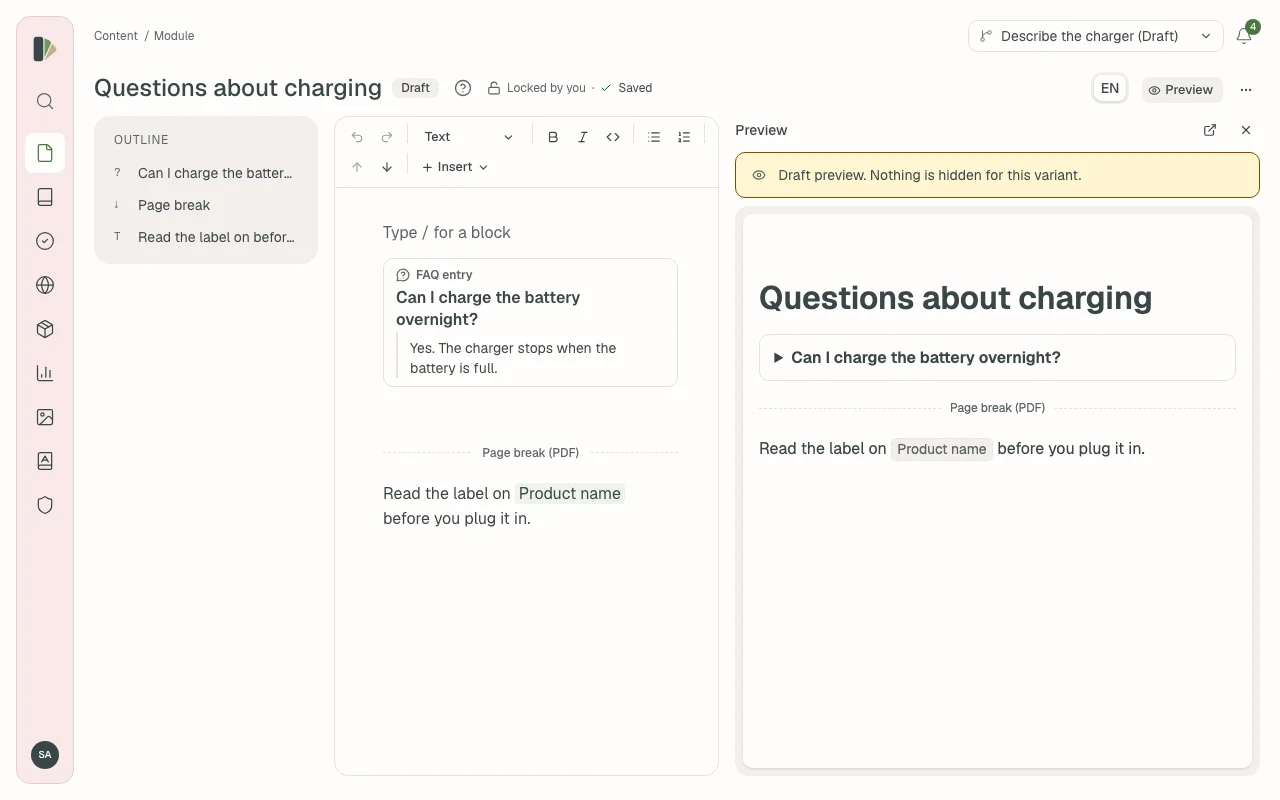 Content / Module
Describe the charger (Draft)
4
Questions about charging
Draft
Locked by you · Saved
EN
Preview
OUTLINE
? Can I charge the batter...
↓ Page break
T Read the label on befor...
Text
+ Insert
Type / for a block
FAQ entry
Can I charge the battery
overnight?
Yes. The charger stops when the
battery is full.
Page break (PDF)
Read the label on Product name
before you plug it in.
Preview
Draft preview. Nothing is hidden for this variant.
Questions about charging
Can I charge the battery overnight?
Page break (PDF)
Read the label on Product name before you plug it in.
SA